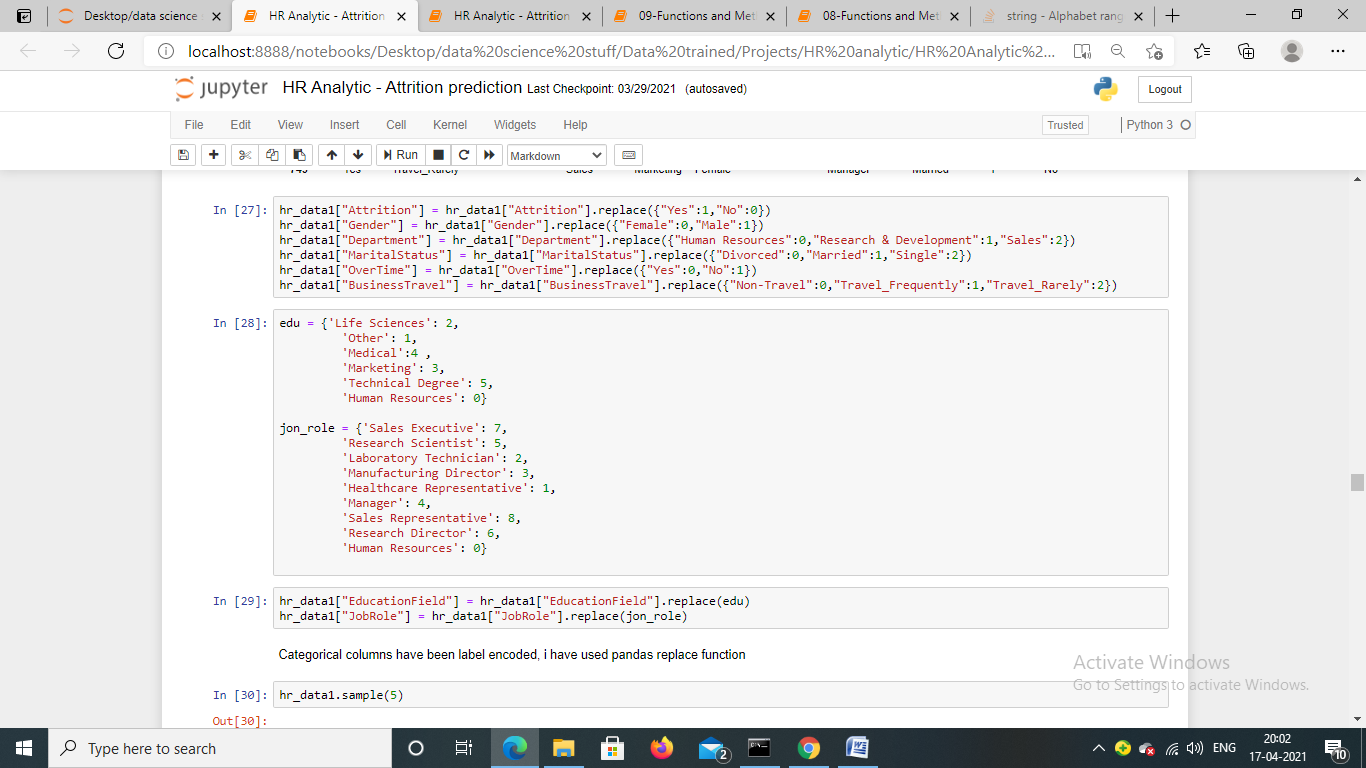 Desktop/data science
HR Analytic - Attrition
HR Analytic - Attrition
09-Functions and Met
08-Functions and Met
string - Alphabet rang
localhost:8888/notebooks/Desktop/data%20science%20stuff/Data%20trained/Projects/HR%20analytic/HR%20Analytic%2...
jupyter HR Analytic - Attrition prediction Last Checkpoint: 03/29/2021 (autosaved)
Logout
File Edit View Insert Cell Kernel Widgets Help
Trusted
Python 3
Run
Markdown
In [27]:
hr_data1["Attrition"] = hr_data1["Attrition"].replace({"Yes":1,"No":0})
hr_data1["Gender"] = hr_data1["Gender"].replace({"Female":0,"Male":1})
hr_data1["Department"] = hr_data1["Department"].replace({"Human Resources":0,"Research & Development":1,"Sales":2})
hr_data1["MaritalStatus"] = hr_data1["MaritalStatus"].replace({"Divorced":0,"Married":1,"Single":2})
hr_data1["OverTime"] = hr_data1["OverTime"].replace({"Yes":0,"No":1})
hr_data1["BusinessTravel"] = hr_data1["BusinessTravel"].replace({"Non-Travel":0,"Travel_Frequently":1,"Travel_Rarely":2})
In [28]:
edu = {'Life Sciences': 2,
'Other': 1,
'Medical':4 ,
'Marketing': 3,
'Technical Degree': 5,
'Human Resources': 0}
jon_role = {'Sales Executive': 7,
'Research Scientist': 5,
'Laboratory Technician': 2,
'Manufacturing Director': 3,
'Healthcare Representative': 1,
'Manager': 4,
'Sales Representative': 8,
'Research Director': 6,
'Human Resources': 0}
In [29]:
hr_data1["EducationField"] = hr_data1["EducationField"].replace(edu)
hr_data1["JobRole"] = hr_data1["JobRole"].replace(jon_role)
Categorical columns have been label encoded, i have used pandas replace function
In [30]:
hr_data1.sample(5)
Out[30]:
Activate Windows
Go to Settings to activate Windows.
Type here to search
2
ENG
20:02
17-04-2021
10